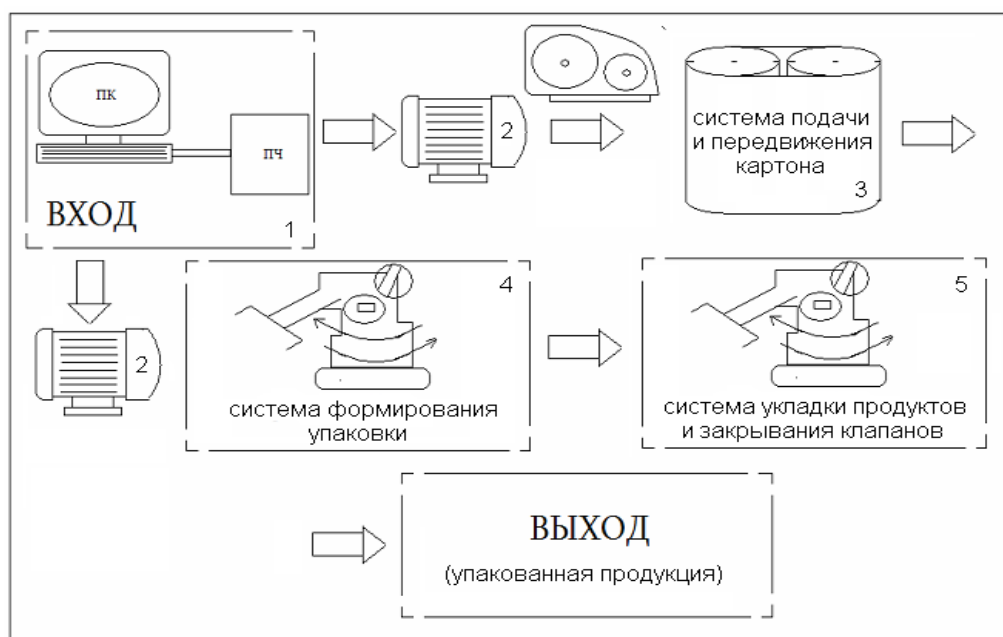 ПК
ПЧ
ВХОД
1
2
система подачи
и передвижения
картона
3
2
4
система формирования
упаковки
5
система укладки продуктов
и закрывания клапанов
ВЫХОД
(упакованная продукция)